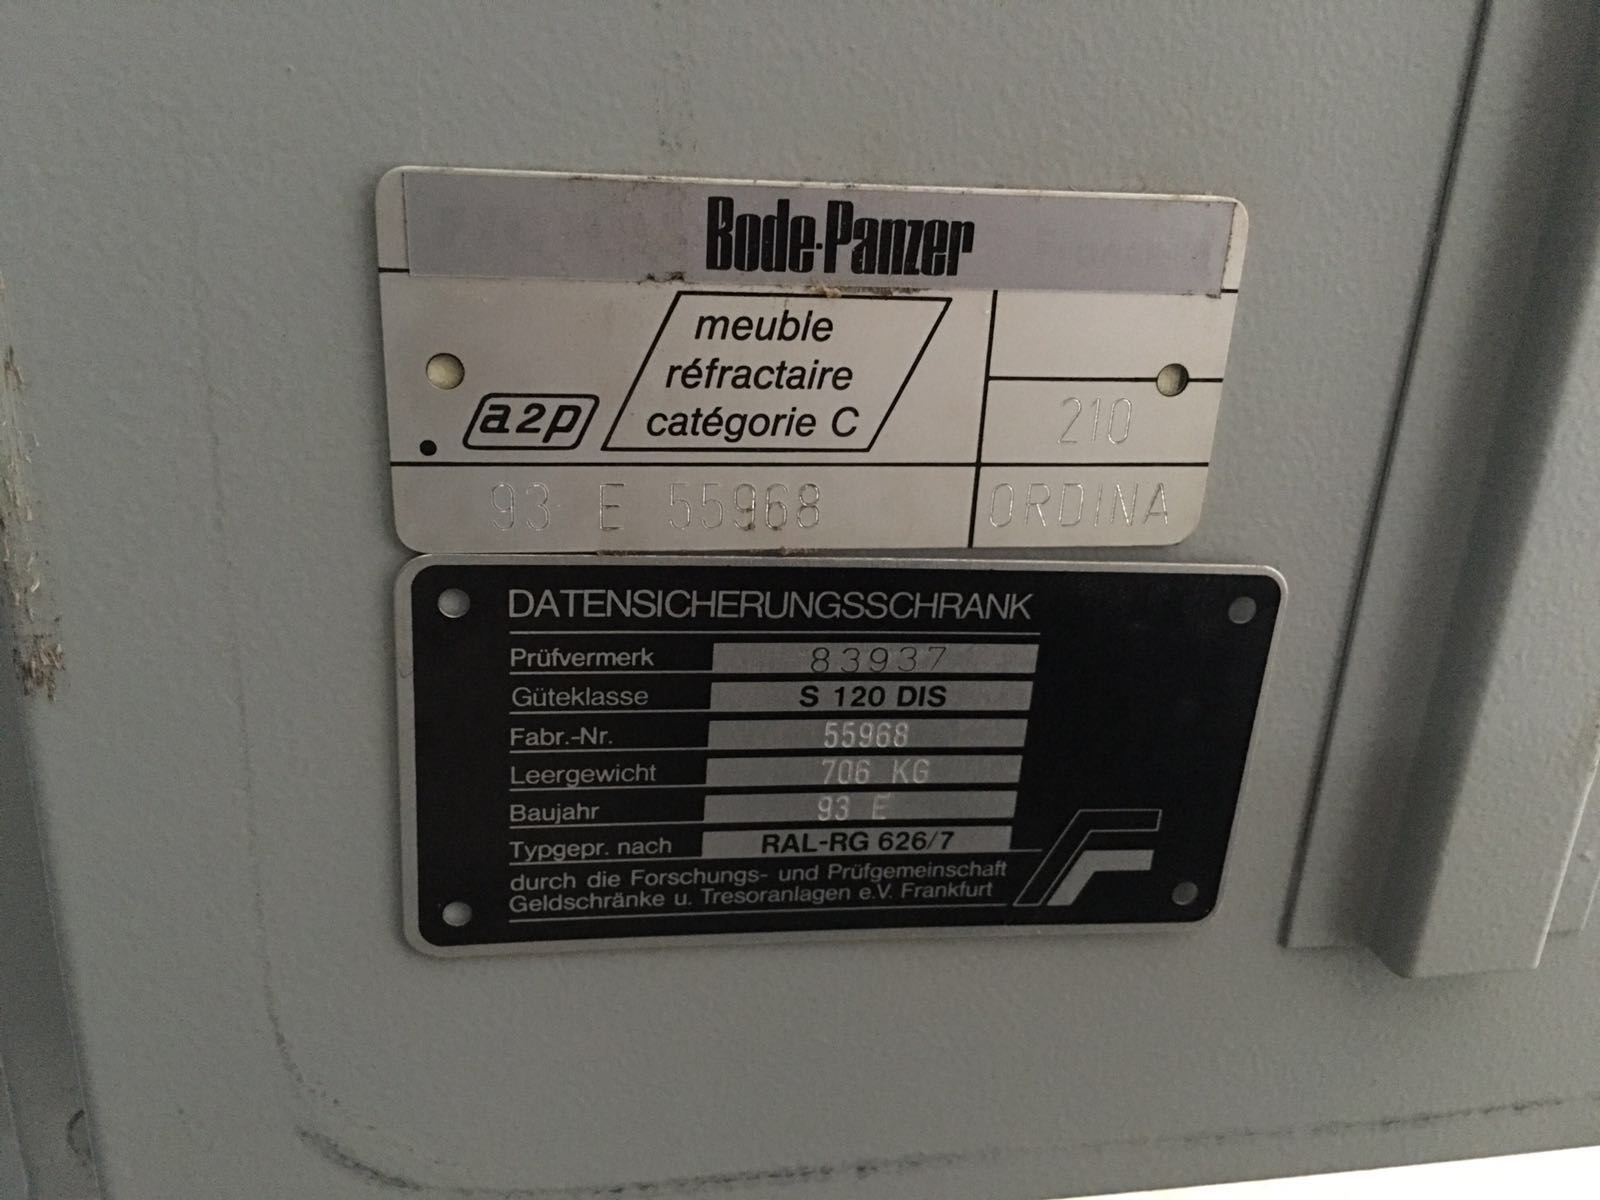 Bode-Panzer
meuble
réfractaire
catégorie C
a2p
210
93 E 55968
ORDINA
DATENSICHERUNGSSCHRANK
Prüfvermerk 83937
Güteklasse S 120 DIS
Fabr.-Nr. 55968
Leergewicht 706 KG
Baujahr 93 E
Typgepr. nach RAL-RG 626/7
durch die Forschungs- und Prüfgemeinschaft
Geldschränke u. Tresoranlagen e.V. Frankfurt